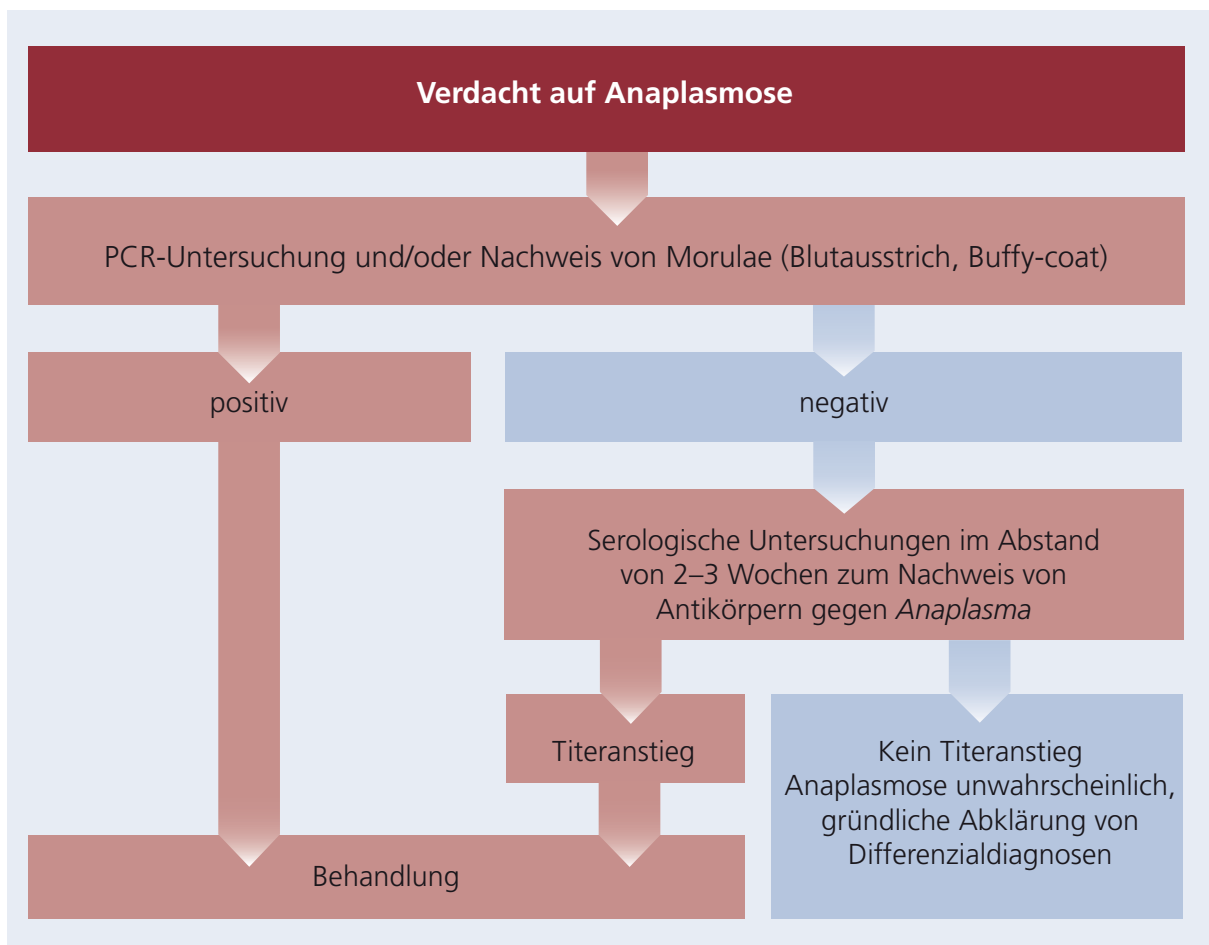 Verdacht auf Anaplasmose
PCR-Untersuchung und/oder Nachweis von Morulae (Blutausstrich, Buffy-coat)
positiv
negativ
Serologische Untersuchungen im Abstand
von 2–3 Wochen zum Nachweis von
Antikörpern gegen Anaplasma
Titeranstieg
Kein Titeranstieg
Anaplasmose unwahrscheinlich,
gründliche Abklärung von
Differenzialdiagnosen
Behandlung